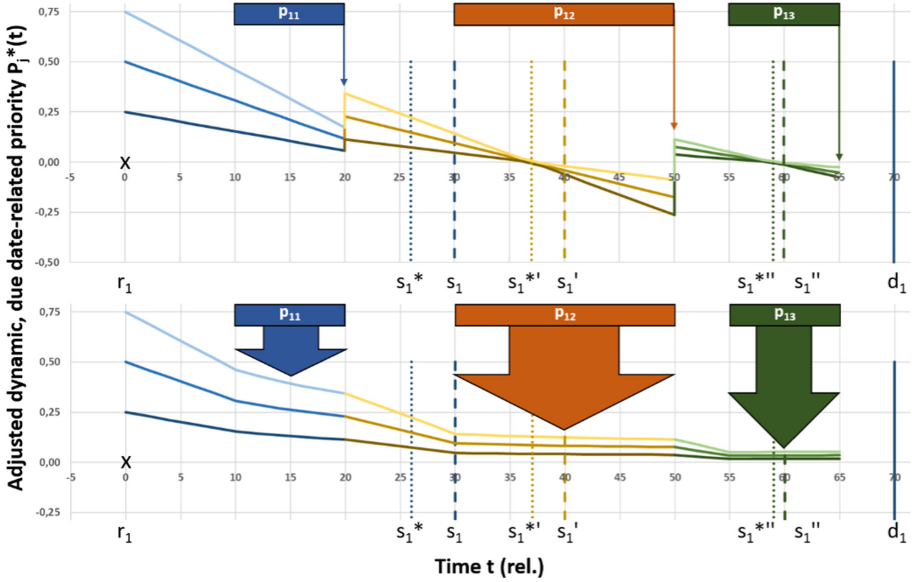 Adjusted dynamic, due date-related priority Pj*(t)
0,75
p11
p12
p13
0,50
0,25
X
0,00
-5 0 5 10 15 20 25 30 35 40 45 50 55 60 65 70
-0,25
-0,50
r1 s1* s1 s1*' s1' s1*'' s1'' d1
0,75
p11
p12
p13
0,50
0,25
X
0,00
-5 0 5 10 15 20 25 30 35 40 45 50 55 60 65 70
-0,25
r1 s1* s1 s1*' s1' s1*'' s1'' d1
Time t (rel.)